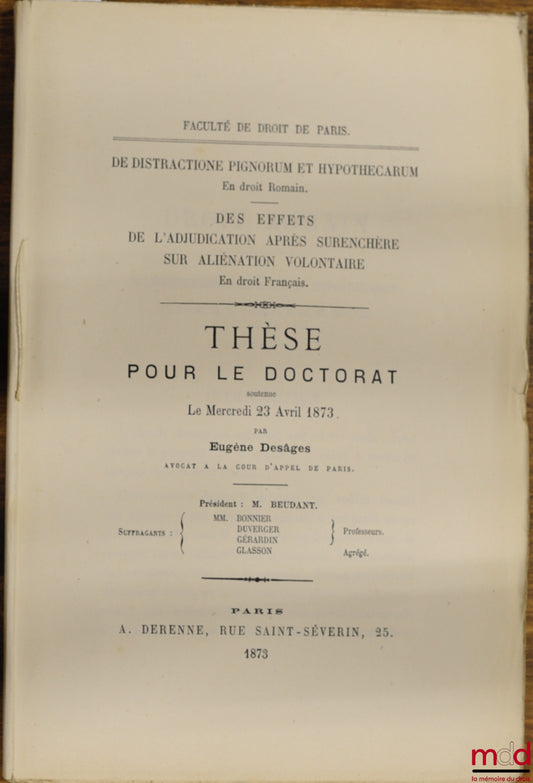 FACULTÉ DE DROIT DE PARIS.
DE DISTRACTIONE PIGNORUM ET HYPOTHECARUM
En droit Romain.
DES EFFETS
DE L'ADJUDICATION APRÈS SURENCHÈRE
SUR ALIÉNATION VOLONTAIRE
En droit Français.
THÈSE
POUR LE DOCTORAT
soutenue
Le Mercredi 23 Avril 1873.
PAR
Eugène Desâges
AVOCAT A LA COUR D'APPEL DE PARIS.
Président : M. BEUDANT.
SUFFRAGANTS :
MM. BONNIER
DUVERGER
GÉRARDIN
Professeurs.
GLASSON Agrégé.
PARIS
A. DERENNE, RUE SAINT-SÉVERIN, 25.
1873
mdd
la mémoire du droit